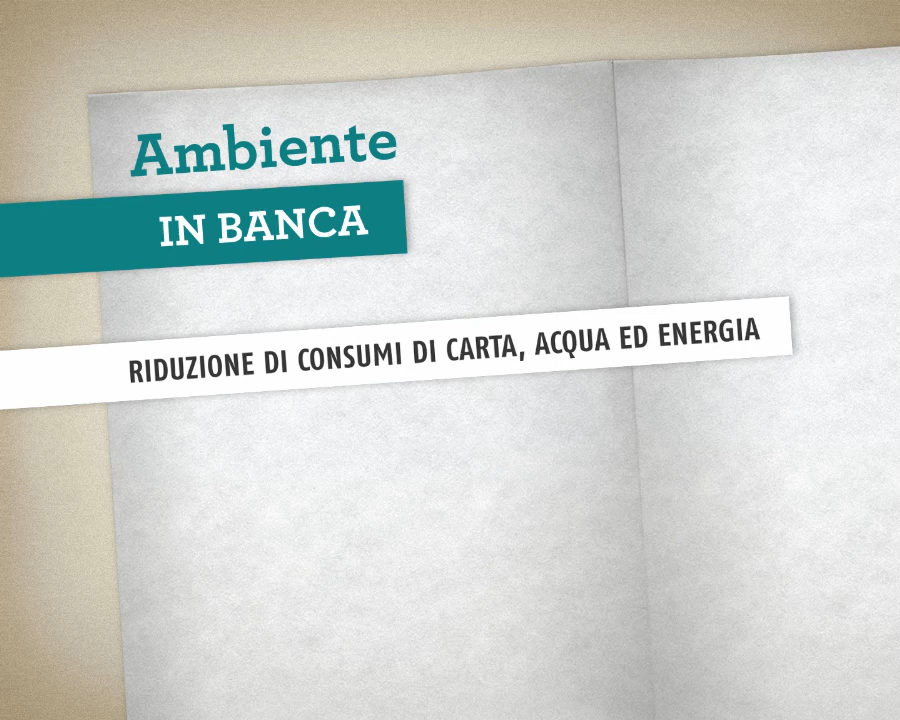 Ambiente
IN BANCA
RIDUZIONE DI CONSUMI DI CARTA, ACQUA ED ENERGIA